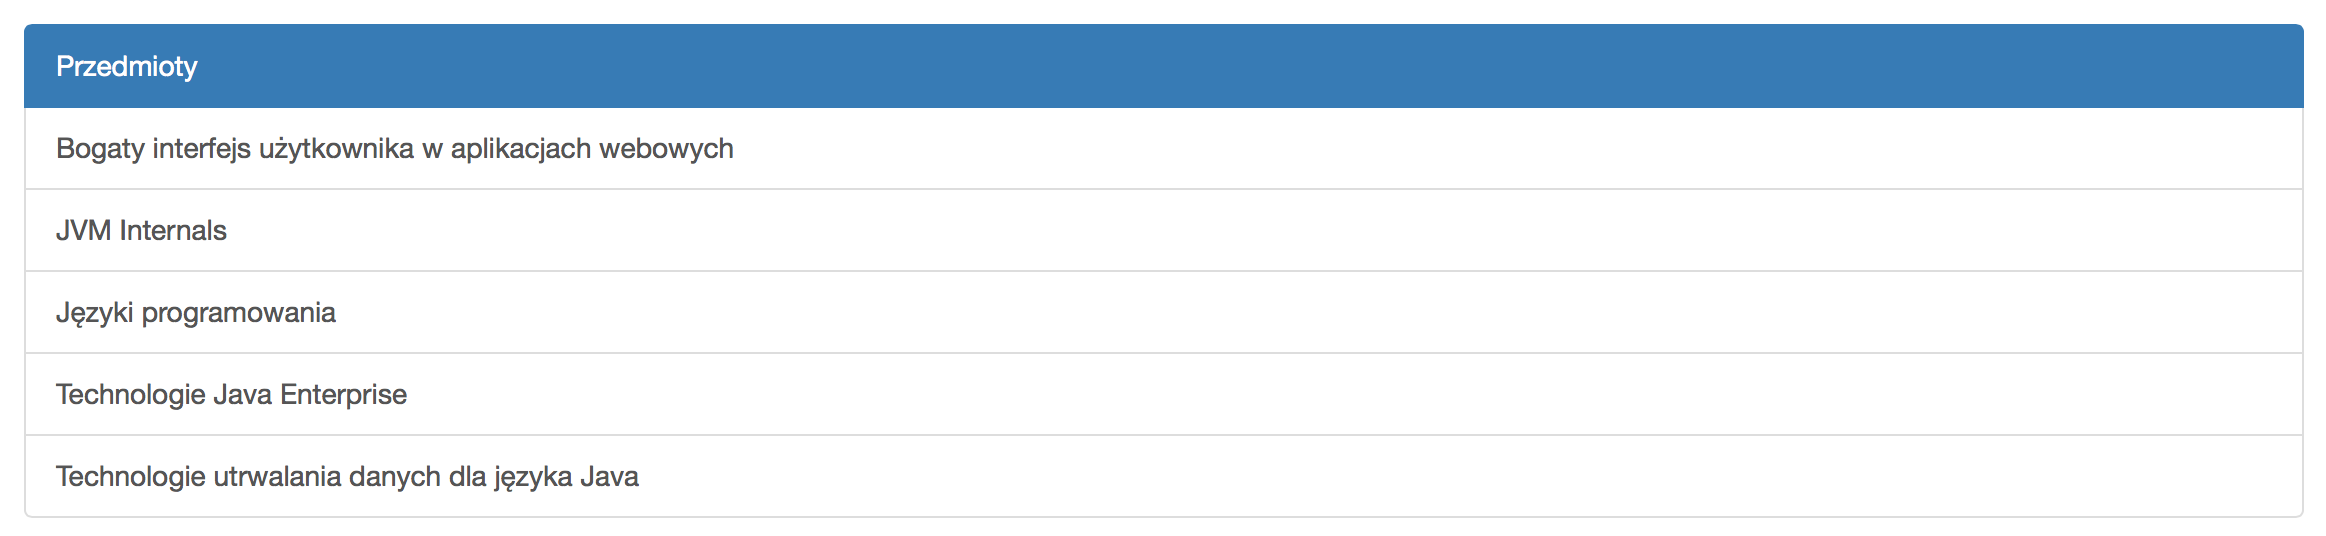 Przedmioty
Bogaty interfejs użytkownika w aplikacjach webowych
JVM Internals
Języki programowania
Technologie Java Enterprise
Technologie utrwalania danych dla języka Java